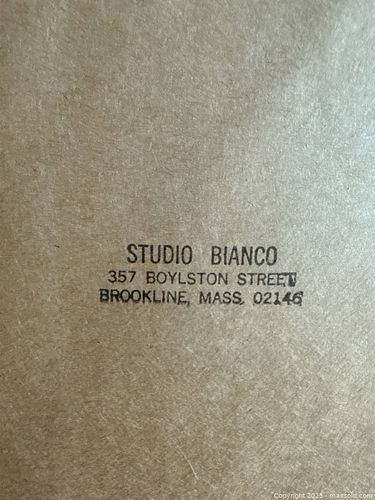 STUDIO BIANCO
357 BOYLSTON STREET
BROOKLINE, MASS. 02146
Copyright 2025 - maxsold.com